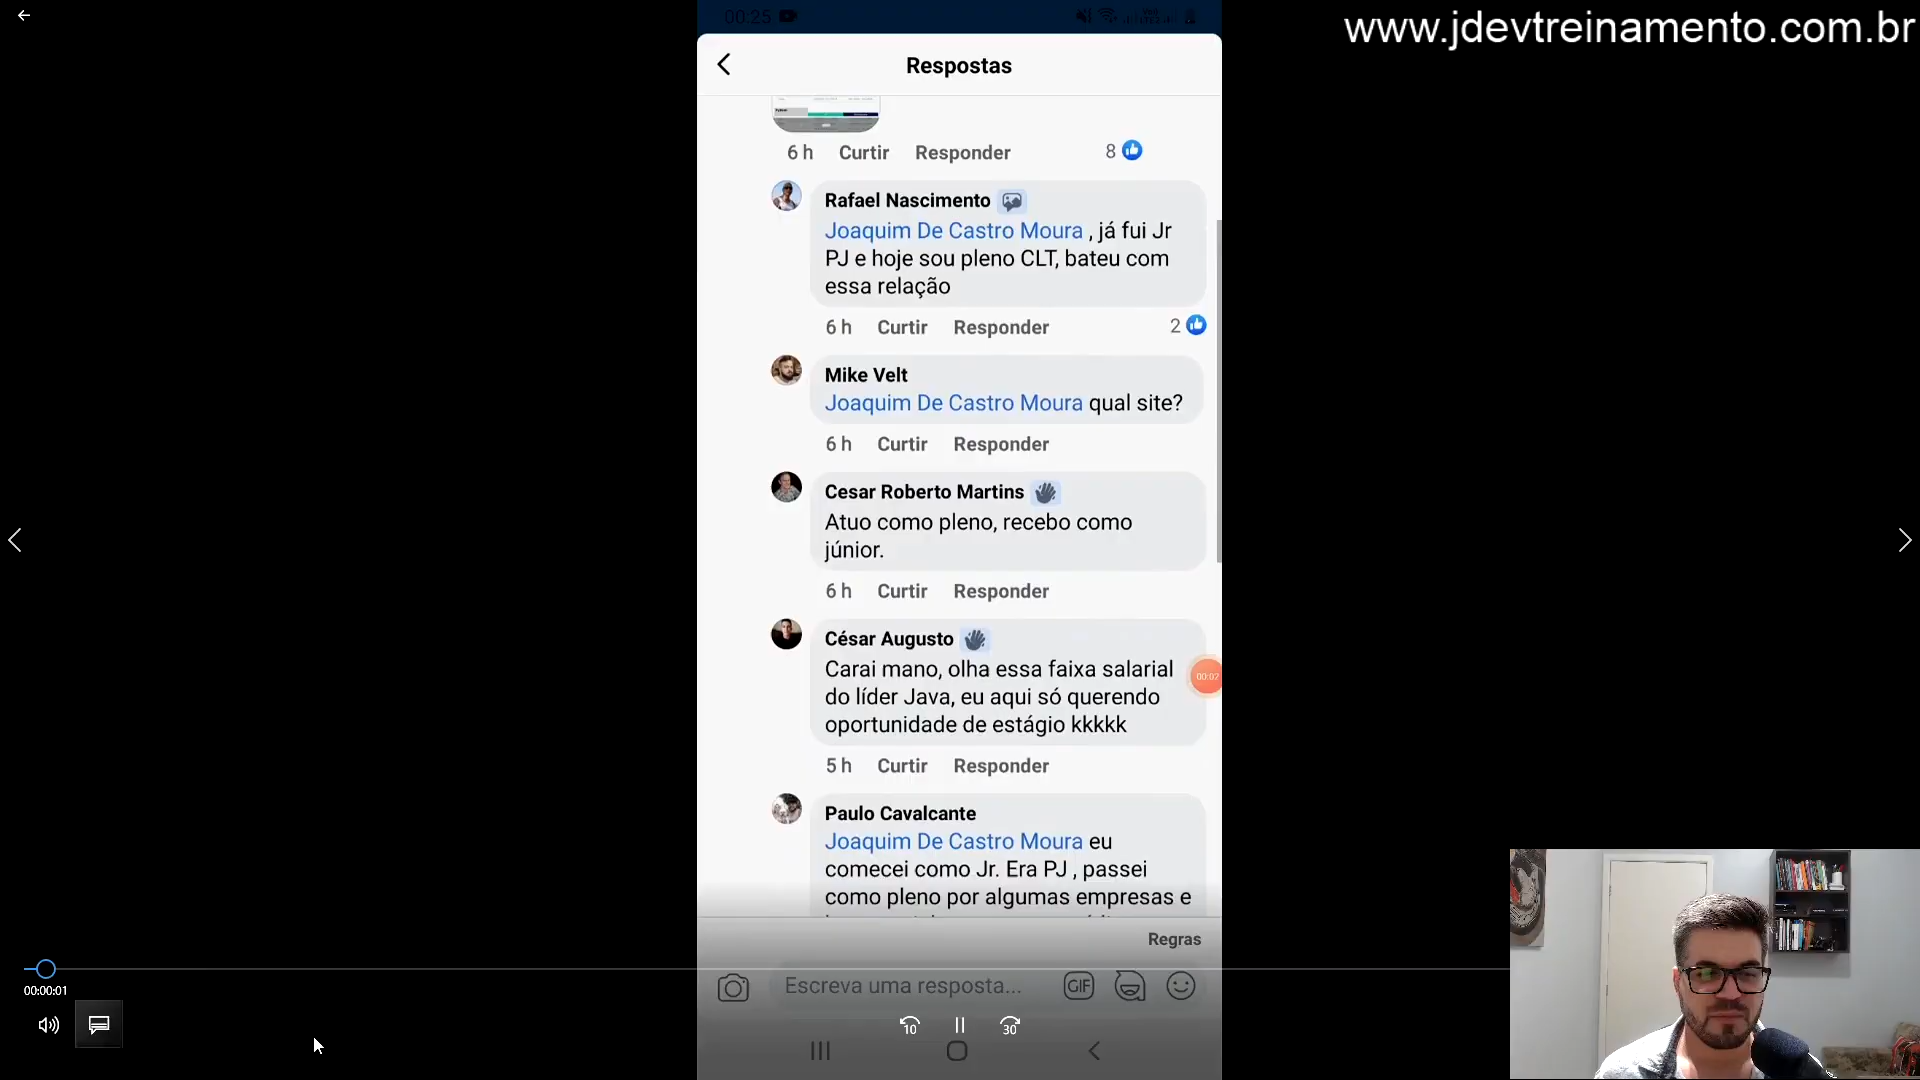 www.jdevtreinamento.com.br
00:25
Respostas
6 h Curtir Responder 8
Rafael Nascimento
Joaquim De Castro Moura , já fui Jr
PJ e hoje sou pleno CLT, bateu com
essa relação
6 h Curtir Responder 2
Mike Velt
Joaquim De Castro Moura qual site?
6 h Curtir Responder
Cesar Roberto Martins
Atuo como pleno, recebo como
júnior.
6 h Curtir Responder
César Augusto
Carai mano, olha essa faixa salarial
do líder Java, eu aqui só querendo
oportunidade de estágio kkkkk
00:02
5 h Curtir Responder
Paulo Cavalcante
Joaquim De Castro Moura eu
comecei como Jr. Era PJ , passei
como pleno por algumas empresas e
Regras
Escreva uma resposta... GIF
00:00:01
10 30